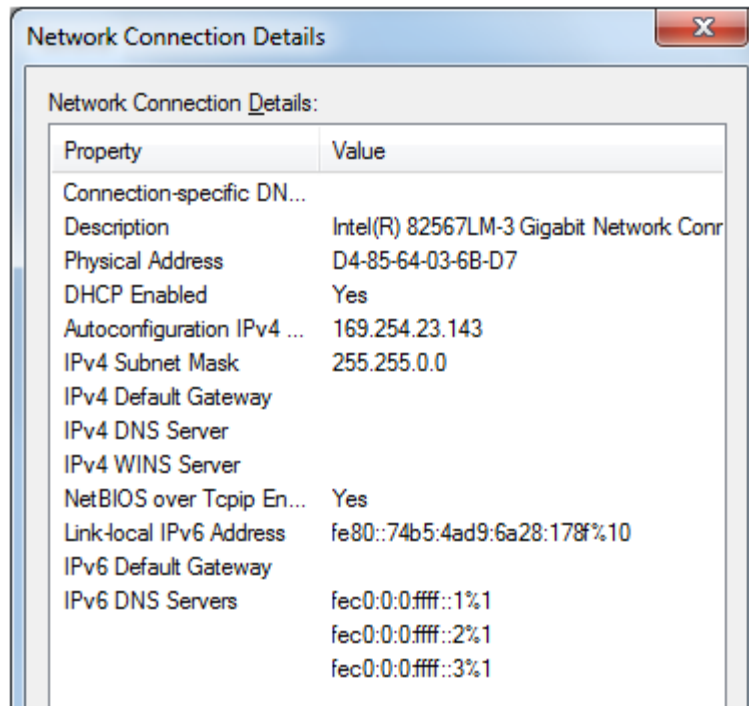 Network Connection Details
Network Connection Details:
Property Value
Connection-specific DN...
Description Intel(R) 82567LM-3 Gigabit Network Conr
Physical Address D4-85-64-03-6B-D7
DHCP Enabled Yes
Autoconfiguration IPv4 ... 169.254.23.143
IPv4 Subnet Mask 255.255.0.0
IPv4 Default Gateway
IPv4 DNS Server
IPv4 WINS Server
NetBIOS over Tcpip En... Yes
Link-local IPv6 Address fe80::74b5:4ad9:6a28:178f%10
IPv6 Default Gateway
IPv6 DNS Servers fec0:0:0:ffff::1%1
fec0:0:0:ffff::2%1
fec0:0:0:ffff::3%1